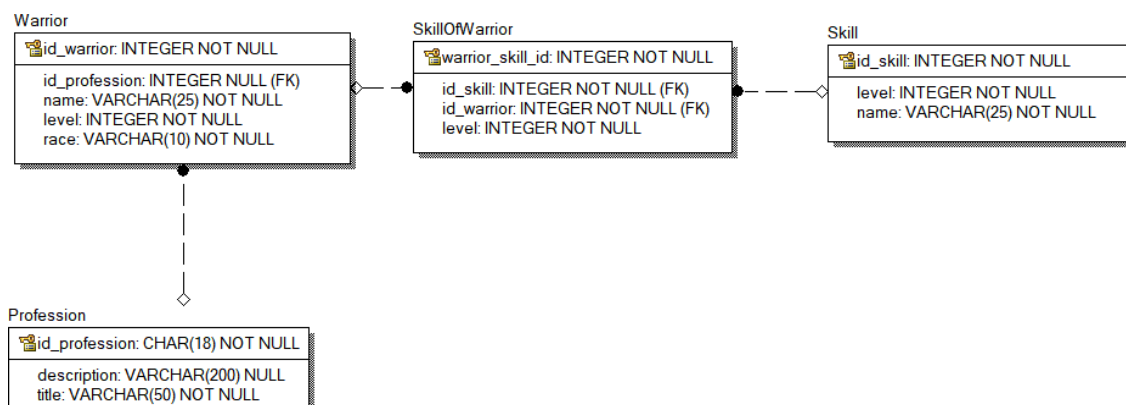 Warrior
id_warrior: INTEGER NOT NULL
id_profession: INTEGER NULL (FK)
name: VARCHAR(25) NOT NULL
level: INTEGER NOT NULL
race: VARCHAR(10) NOT NULL
SkillOfWarrior
warrior_skill_id: INTEGER NOT NULL
id_skill: INTEGER NOT NULL (FK)
id_warrior: INTEGER NOT NULL (FK)
level: INTEGER NOT NULL
Skill
id_skill: INTEGER NOT NULL
level: INTEGER NOT NULL
name: VARCHAR(25) NOT NULL
Profession
id_profession: CHAR(18) NOT NULL
description: VARCHAR(200) NULL
title: VARCHAR(50) NOT NULL